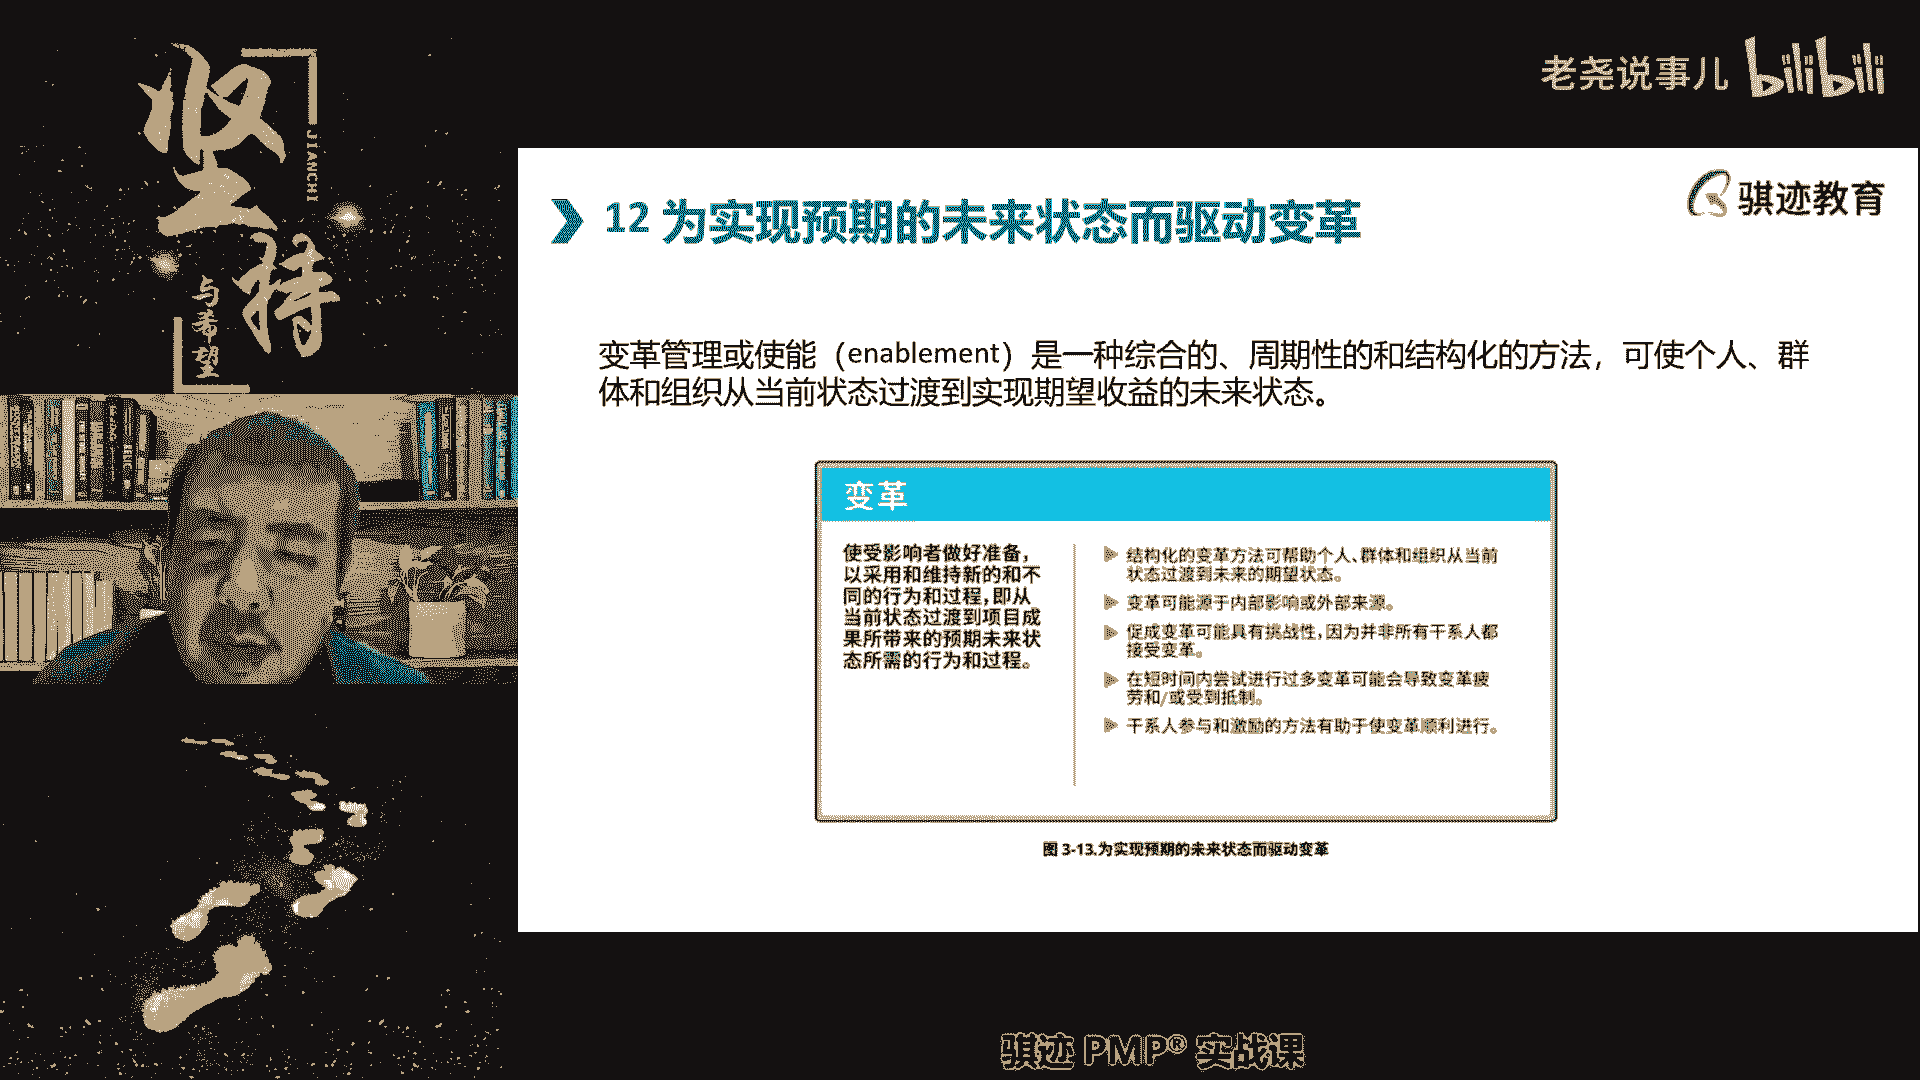 坚持
JIANCHI
与希望
老尧说事儿 bilibili
骐迹教育
12 为实现预期的未来状态而驱动变革
变革管理或使能（enablement）是一种综合的、周期性的和结构化的方法，可使个人、群
体和组织从当前状态过渡到实现期望收益的未来状态。
变革
使受影响者做好准备，
以采用和维持新的和不
同的行为和过程，即从
当前状态过渡到项目成
果所带来的预期未来状
态所需的行为和过程。
结构化的变革方法可帮助个人、群体和组织从当前
状态过渡到未来的期望状态。
变革可能源于内部影响或外部来源。
促成变革可能具有挑战性，因为并非所有干系人都
接受变革。
在短时间内尝试进行过多变革可能会导致变革疲
劳和/或受到抵制。
干系人参与和激励的方法有助于使变革顺利进行。
图 3-13.为实现预期的未来状态而驱动变革
骐迹 PMP® 实战课